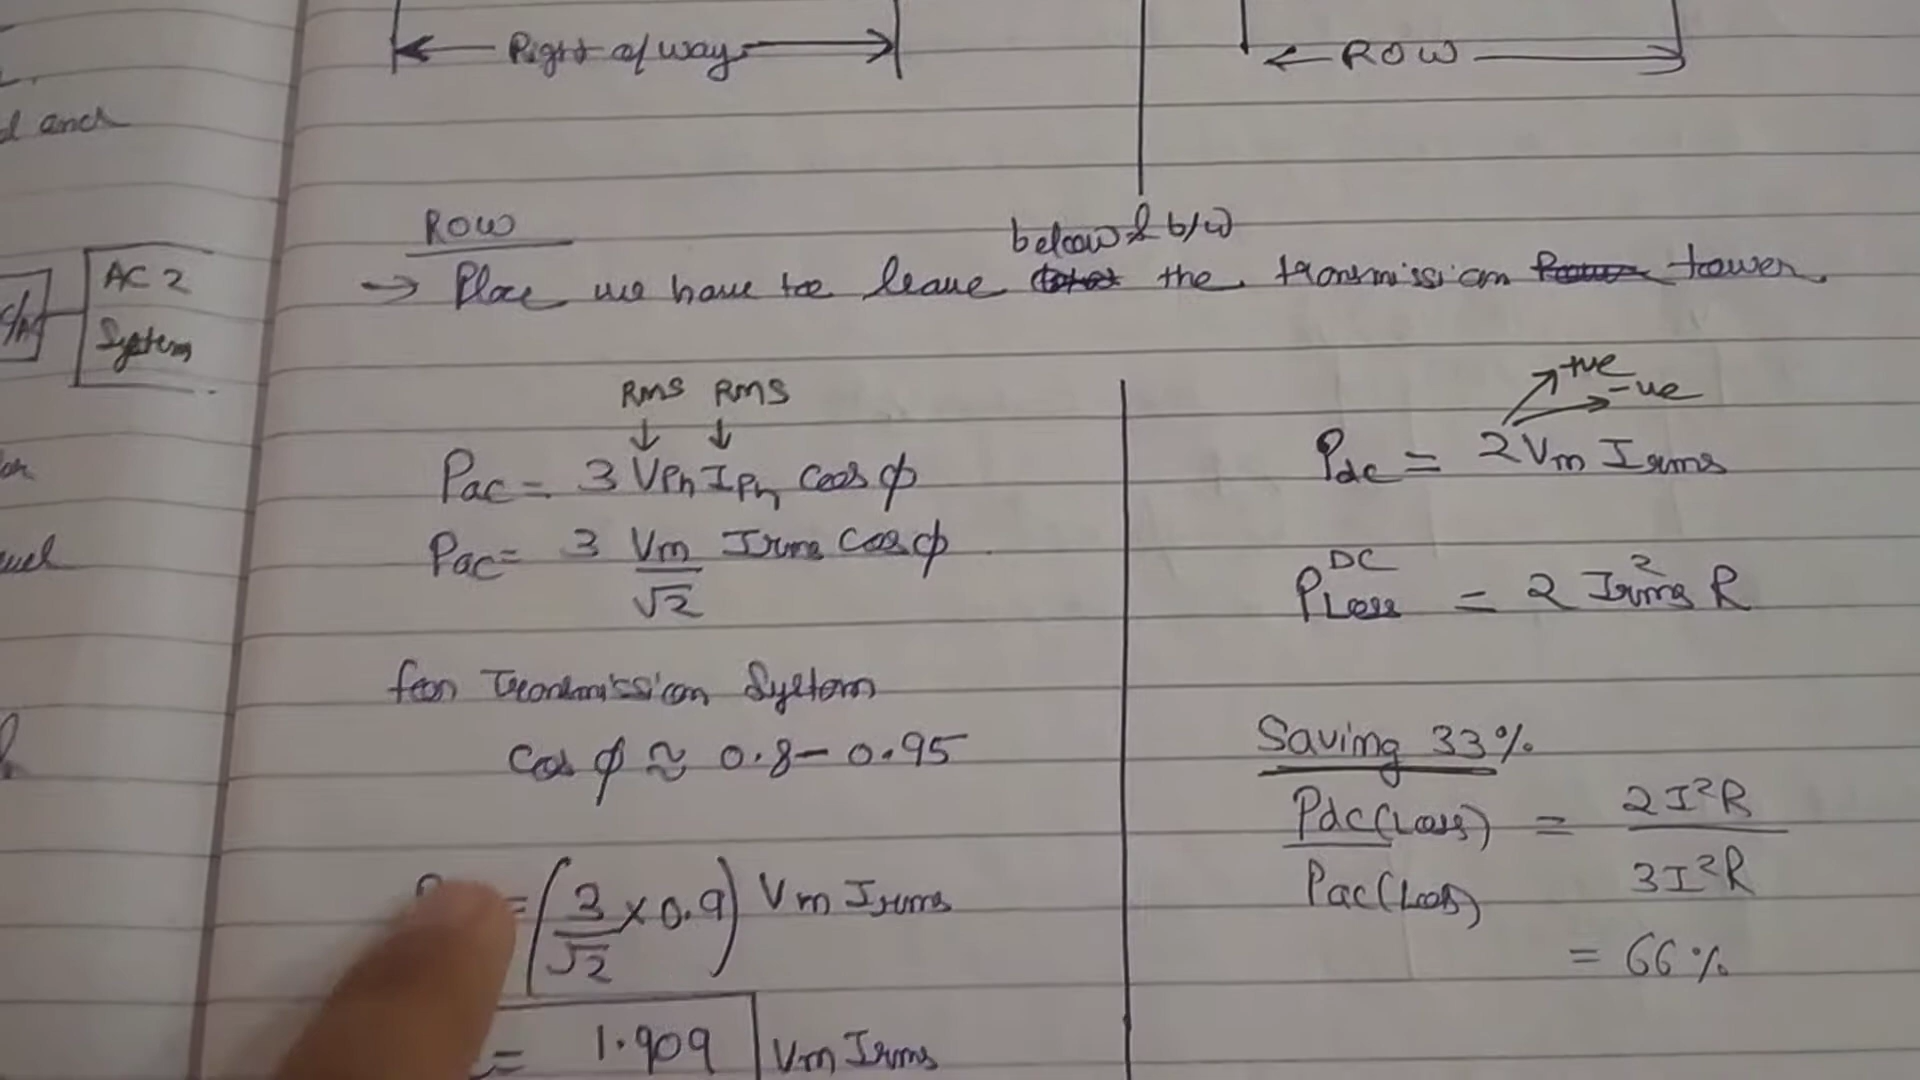 Right of way
ROW
d and
ROW
below & b/w
→ Place we have to leave the transmission tower.
AC 2
System
RMS RMS
↓ ↓
Pac = 3 VPh IPh cos φ
Pac = 3 Vm/√2 Irms cos φ
for Transmission System
cos φ ≈ 0.8 - 0.95
= (3/√2 × 0.9) Vm Irms
= 1.909 Vm Irms
+ve
-ve
Pdc = 2 Vm Irms
P Loss DC = 2 Irms² R
Saving 33%
Pdc (Loss) / Pac (Loss) = 2I²R / 3I²R
= 66%